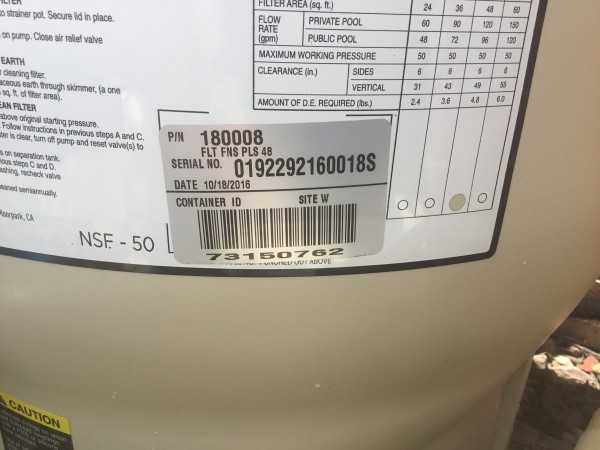 o strainer pot. Secure lid in place.
on pump. Close air relief valve
EARTH
cleaning filter.
aceous earth through skimmer, (a one
sq. ft. of filter area).
EAN FILTER
above original starting pressure.
Follow instructions in previous steps A and C.
ter is clear, turn off pump and reset valve(s) to
s on separation tank.
ious steps C and D.
ashing, recheck valve
eaned semiannually.
Moorpark, CA
NSF - 50
FILTER AREA (sq. ft.) 24 36 48 60
FLOW RATE (gpm) PRIVATE POOL 60 90 120 150
PUBLIC POOL 48 72 96 120
MAXIMUM WORKING PRESSURE 50 50 50 50
CLEARANCE (in.) SIDES 6 6 6 6
VERTICAL 31 43 49 55
AMOUNT OF D.E. REQUIRED (lbs.) 2.4 3.6 4.8 6.0
P/N 180008
FLT FNS PLS 48
SERIAL NO. 0192292160018S
DATE 10/18/2016
CONTAINER ID SITE W
73150762
PUNCHED OUT ABOVE
CAUTION